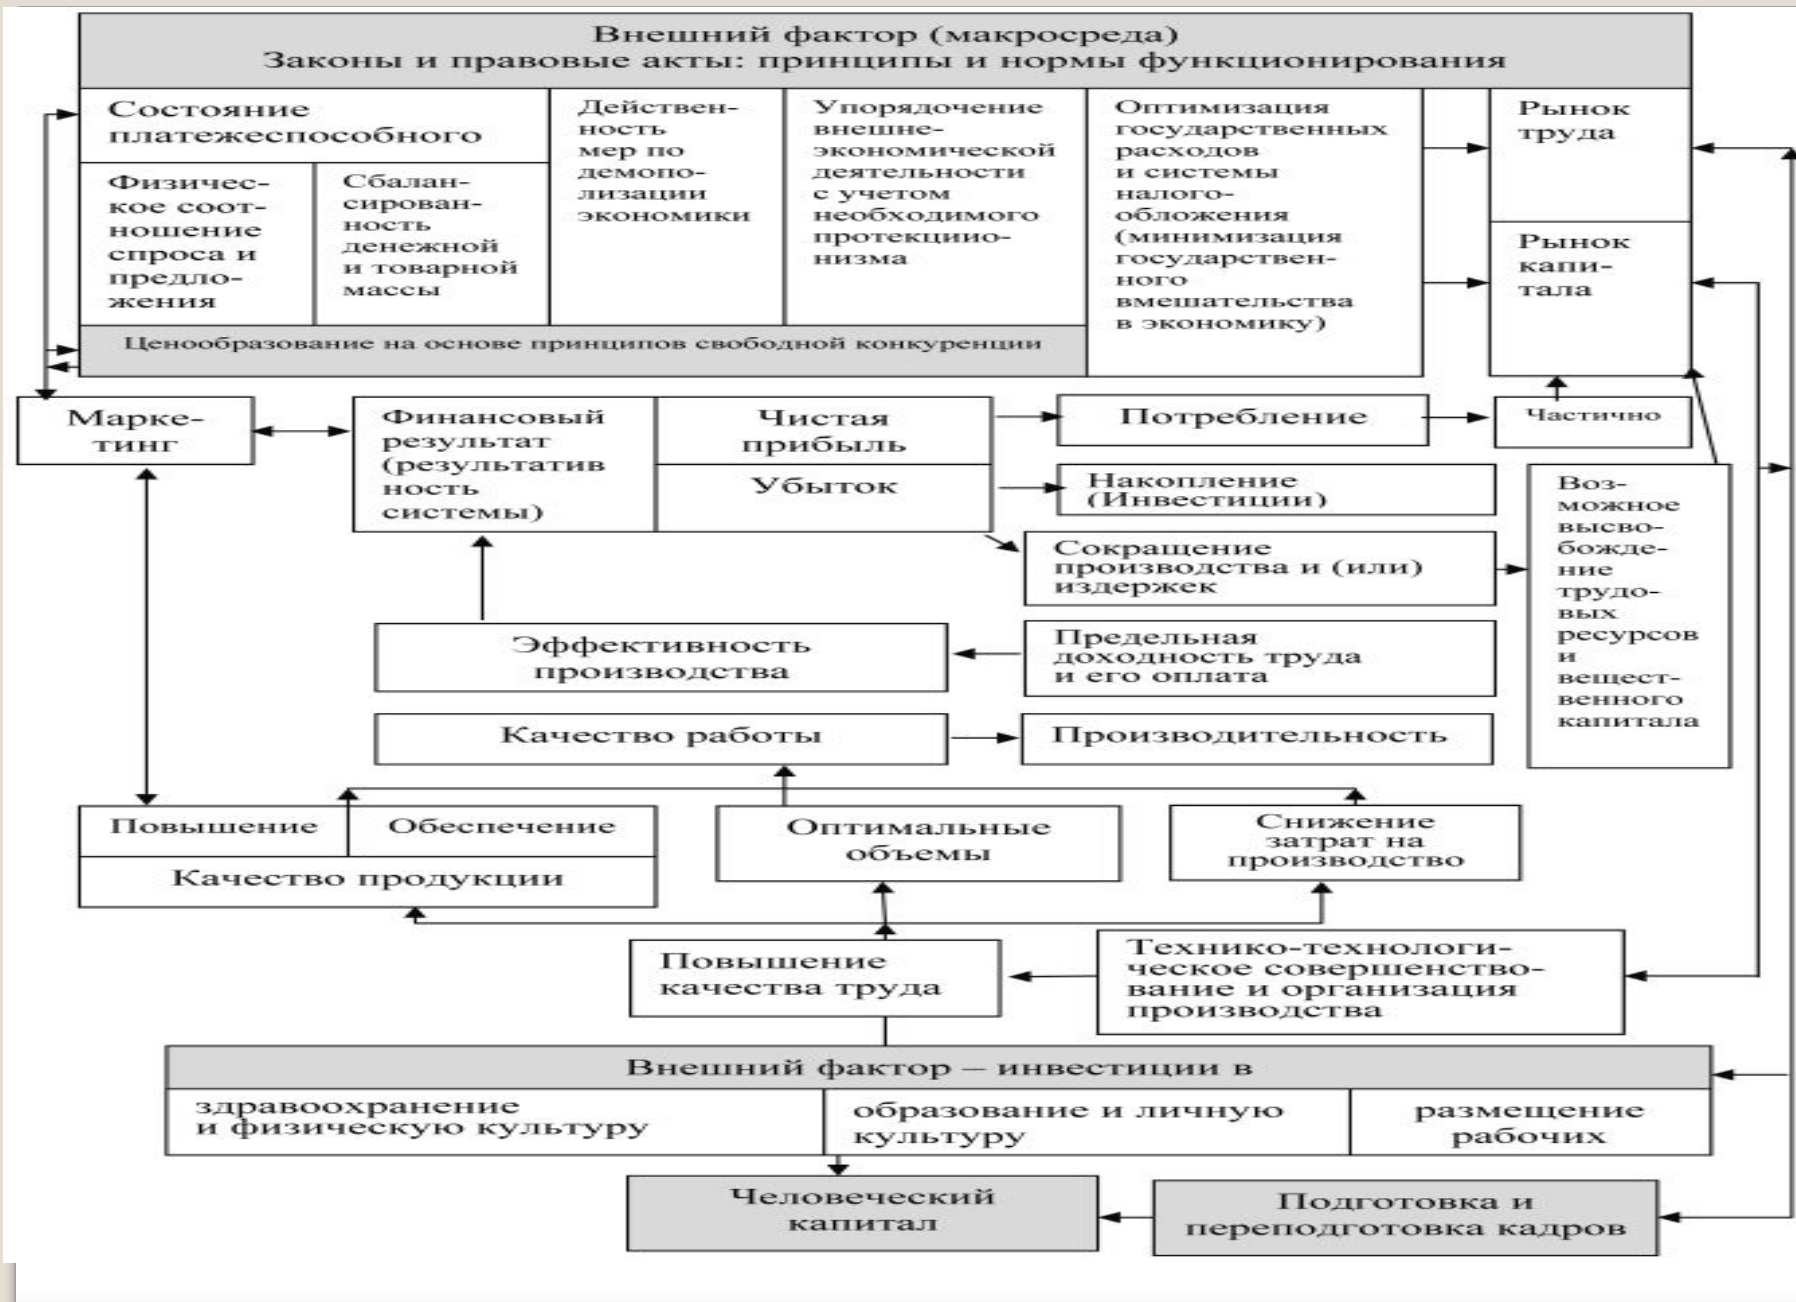 Внешний фактор (макросреда)
Законы и правовые акты: принципы и нормы функционирования
Состояние
платежеспособного
Физичес-
кое соот-
ношение
спроса и
предло-
жения
Сбалан-
сирован-
ность
денежной
и товарной
массы
Действен-
ность
мер по
демопо-
лизации
экономики
Упорядочение
внешне-
экономической
деятельности
с учетом
необходимого
протекциио-
низма
Оптимизация
государственных
расходов
и системы
налого-
обложения
(минимизация
государствен-
ного
вмешательства
в экономику)
Рынок
труда
Рынок
капи-
тала
Ценообразование на основе принципов свободной конкуренции
Марке-
тинг
Финансовый
результат
(результатив
ность
системы)
Чистая
прибыль
Убыток
Потребление
Частично
Накопление
(Инвестиции)
Сокращение
производства и (или)
издержек
Воз-
можное
высво-
божде-
ние
трудо-
вых
ресурсов
и
вещест-
венного
капитала
Эффективность
производства
Предельная
доходность труда
и его оплата
Качество работы
Производительность
Повышение
Обеспечение
Качество продукции
Оптимальные
объемы
Снижение
затрат на
производство
Повышение
качества труда
Технико-технологи-
ческое совершенство-
вание и организация
производства
Внешний фактор – инвестиции в
здравоохранение
и физическую культуру
образование и личную
культуру
размещение
рабочих
Человеческий
капитал
Подготовка и
переподготовка кадров